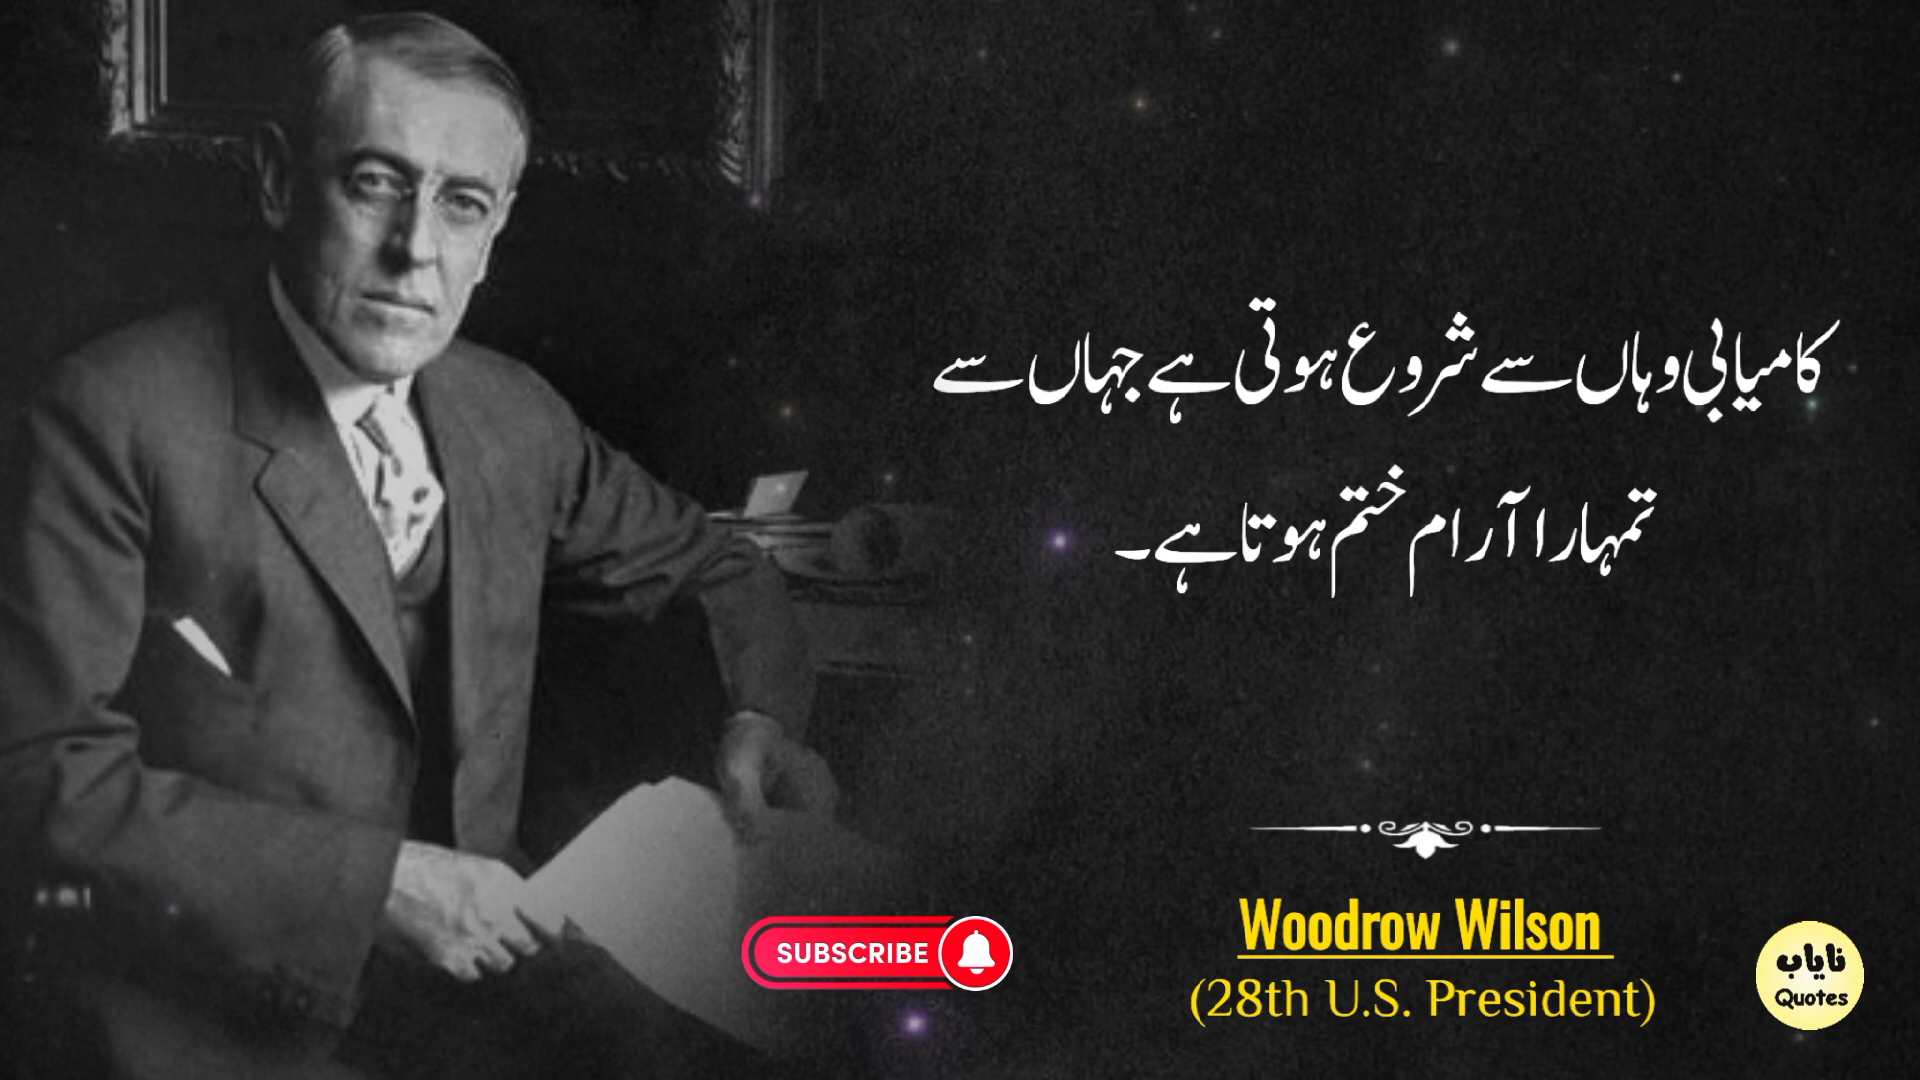 کامیابی وہاں سے شروع ہوتی ہے جہاں سے
تمہارا آرام ختم ہوتا ہے۔
Woodrow Wilson
(28th U.S. President)
SUBSCRIBE
نایاب
Quotes